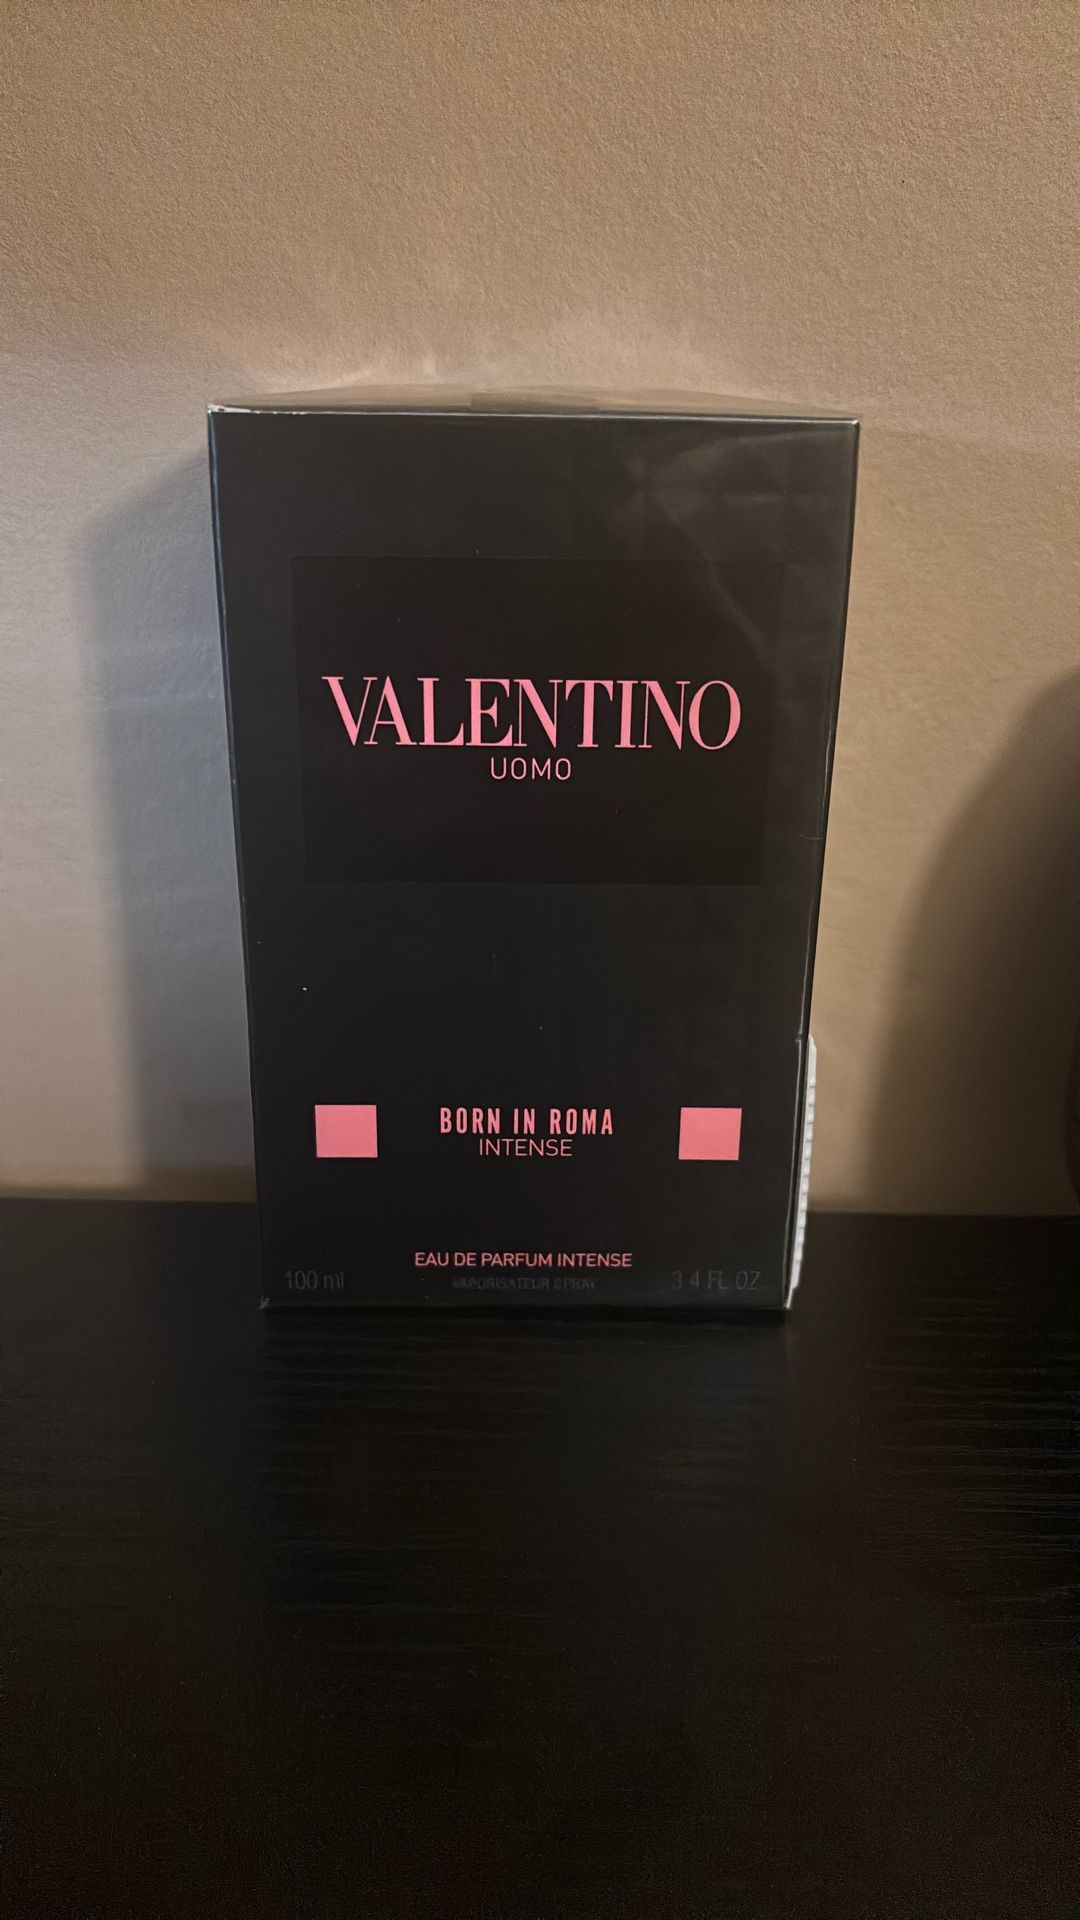 VALENTINO
UOMO
BORN IN ROMA
INTENSE
EAU DE PARFUM INTENSE
100 ml VAPORISATEUR SPRAY 3.4 FL.OZ